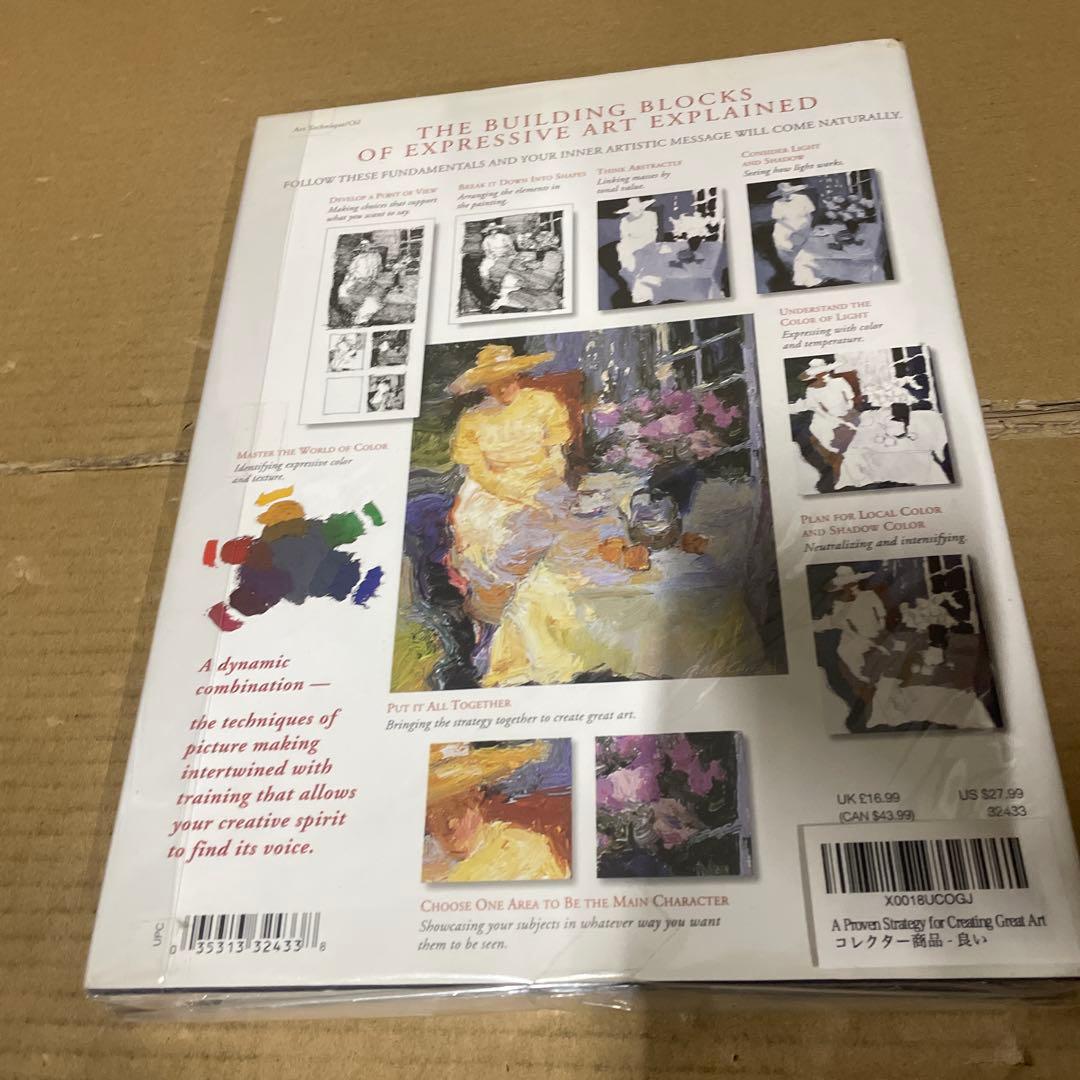 Art Technique/Oil
THE BUILDING BLOCKS
OF EXPRESSIVE ART EXPLAINED
FOLLOW THESE FUNDAMENTALS AND YOUR INNER ARTISTIC MESSAGE WILL COME NATURALLY.
DEVELOP A POINT OF VIEW
Making choices that support
what you want to say.
BREAK IT DOWN INTO SHAPES
Arranging the elements in
the painting.
THINK ABSTRACTLY
Linking masses by
tonal value.
CONSIDER LIGHT
AND SHADOW
Seeing how light works.
UNDERSTAND THE
COLOR OF LIGHT
Expressing with color
and temperature.
MASTER THE WORLD OF COLOR
Identifying expressive color
and texture.
PLAN FOR LOCAL COLOR
AND SHADOW COLOR
Neutralizing and intensifying.
A dynamic
combination —
the techniques of
picture making
intertwined with
training that allows
your creative spirit
to find its voice.
PUT IT ALL TOGETHER
Bringing the strategy together to create great art.
CHOOSE ONE AREA TO BE THE MAIN CHARACTER
Showcasing your subjects in whatever way you want
them to be seen.
UK £16.99
(CAN $43.99)
US $27.99
32433
X0018UCOGJ
A Proven Strategy for Creating Great Art
コレクター商品 - 良い
UPC
0 35313 32433 8